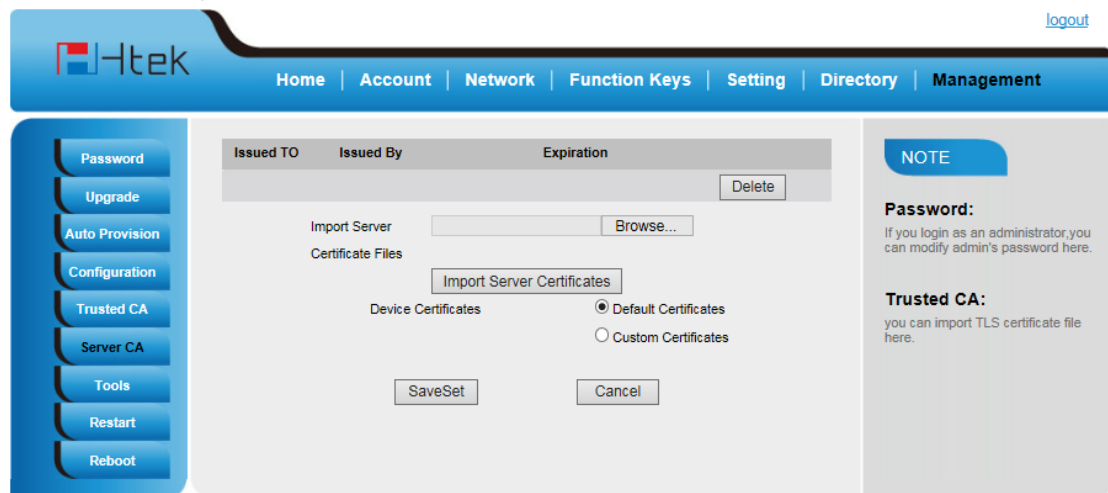 logout
Htek
Home | Account | Network | Function Keys | Setting | Directory | Management
Password
Upgrade
Auto Provision
Configuration
Trusted CA
Server CA
Tools
Restart
Reboot
Issued TO Issued By Expiration
Delete
Import Server
Certificate Files
Browse...
Import Server Certificates
Device Certificates
Default Certificates
Custom Certificates
SaveSet Cancel
NOTE
Password:
If you login as an administrator,you
can modify admin's password here.
Trusted CA:
you can import TLS certificate file
here.